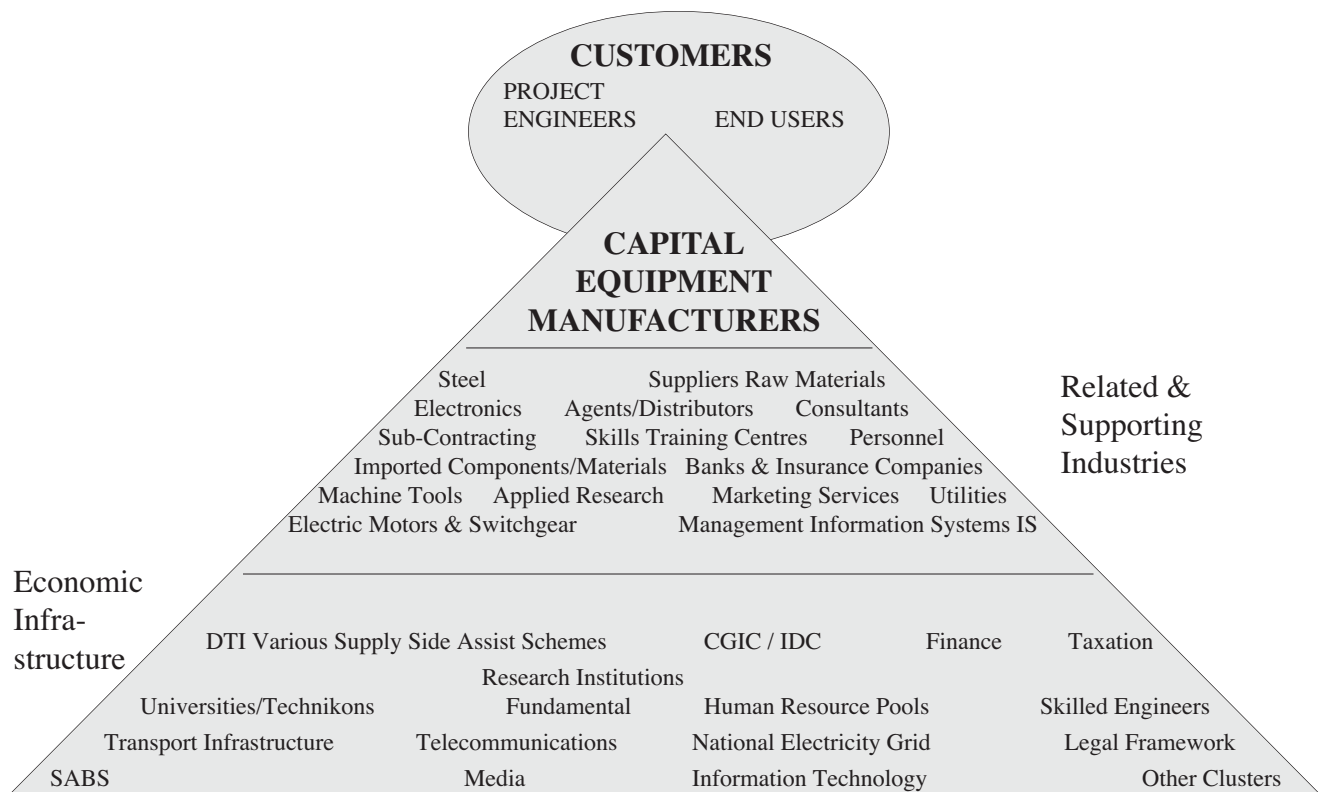 CUSTOMERS
PROJECT
ENGINEERS END USERS
CAPITAL
EQUIPMENT
MANUFACTURERS
Steel Suppliers Raw Materials
Electronics Agents/Distributors Consultants
Sub-Contracting Skills Training Centres Personnel
Imported Components/Materials Banks & Insurance Companies
Machine Tools Applied Research Marketing Services Utilities
Electric Motors & Switchgear Management Information Systems IS
Related &
Supporting
Industries
Economic
Infra-
structure
DTI Various Supply Side Assist Schemes CGIC / IDC Finance Taxation
Research Institutions
Universities/Technikons Fundamental Human Resource Pools Skilled Engineers
Transport Infrastructure Telecommunications National Electricity Grid Legal Framework
SABS Media Information Technology Other Clusters